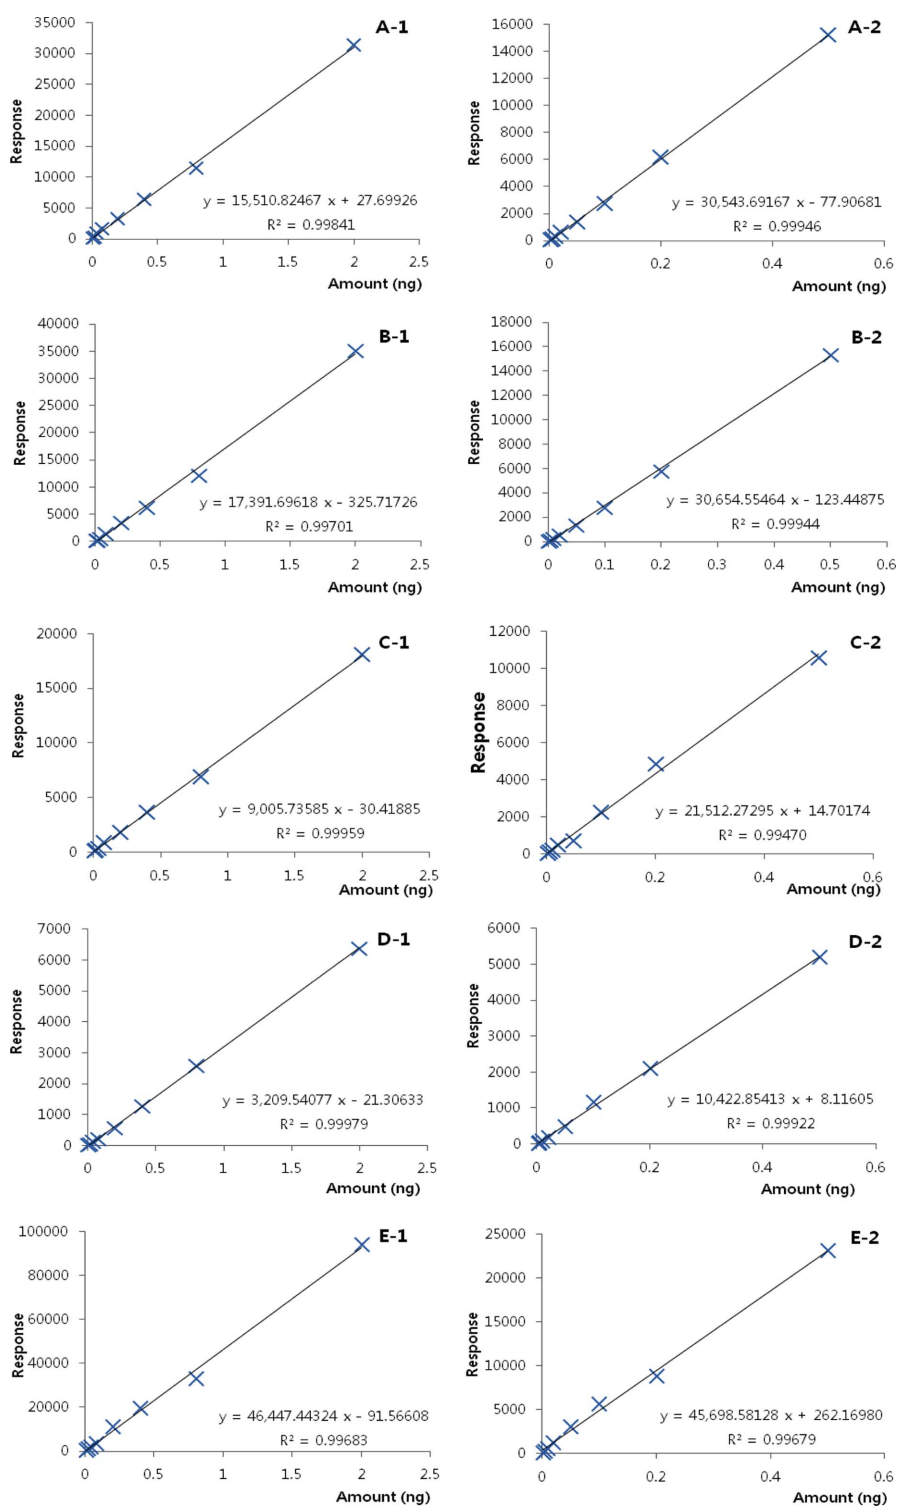 A-1
35000
30000
25000
20000
15000
10000
5000
0
Response
y = 15,510.82467 x + 27.69926
R² = 0.99841
0 0.5 1 1.5 2 2.5
Amount (ng)
A-2
16000
14000
12000
10000
8000
6000
4000
2000
0
Response
y = 30,543.69167 x - 77.90681
R² = 0.99946
0 0.2 0.4 0.6
Amount (ng)
B-1
40000
35000
30000
25000
20000
15000
10000
5000
0
Response
y = 17,391.69618 x - 325.71726
R² = 0.99701
0 0.5 1 1.5 2 2.5
Amount (ng)
B-2
18000
16000
14000
12000
10000
8000
6000
4000
2000
0
Response
y = 30,654.55464 x - 123.44875
R² = 0.99944
0 0.1 0.2 0.3 0.4 0.5 0.6
Amount (ng)
C-1
20000
15000
10000
5000
0
Response
y = 9,005.73585 x - 30.41885
R² = 0.99959
0 0.5 1 1.5 2 2.5
Amount (ng)
C-2
12000
10000
8000
6000
4000
2000
0
Response
y = 21,512.27295 x + 14.70174
R² = 0.99470
0 0.2 0.4 0.6
Amount (ng)
D-1
7000
6000
5000
4000
3000
2000
1000
0
Response
y = 3,209.54077 x - 21.30633
R² = 0.99979
0 0.5 1 1.5 2 2.5
Amount (ng)
D-2
6000
5000
4000
3000
2000
1000
0
Response
y = 10,422.85413 x + 8.11605
R² = 0.99922
0 0.2 0.4 0.6
Amount (ng)
E-1
100000
80000
60000
40000
20000
0
Response
y = 46,447.44324 x - 91.56608
R² = 0.99683
0 0.5 1 1.5 2 2.5
Amount (ng)
E-2
25000
20000
15000
10000
5000
0
Response
y = 45,698.58128 x + 262.16980
R² = 0.99679
0 0.2 0.4 0.6
Amount (ng)